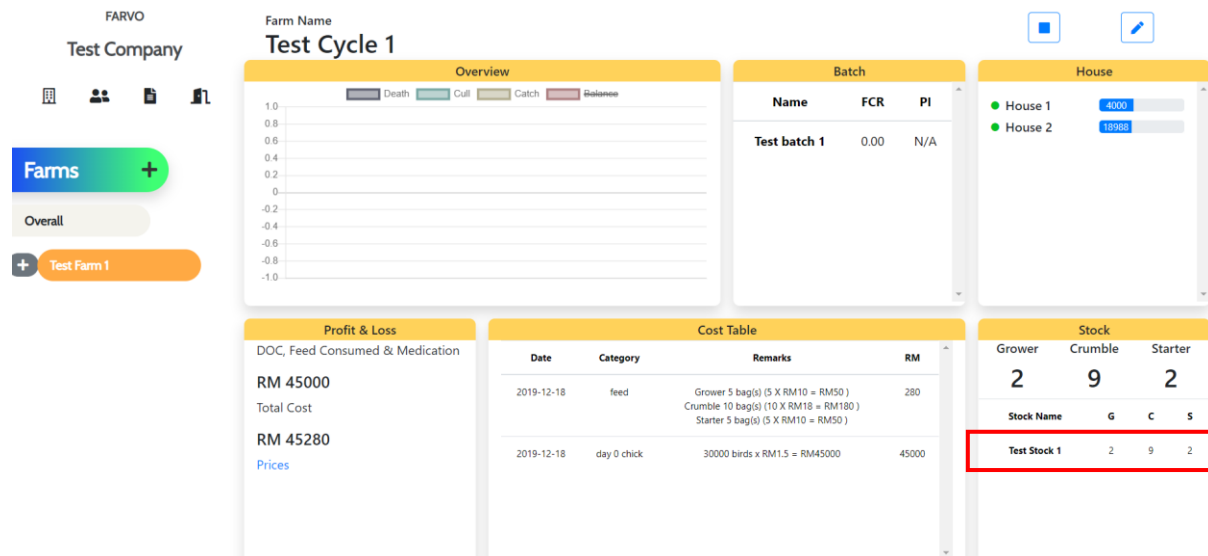 FARVO
Test Company
Farms +
Overall
+ Test Farm 1
Farm Name
Test Cycle 1
Overview
Death Cull Catch Balance
1.0
0.8
0.6
0.4
0.2
0
-0.2
-0.4
-0.6
-0.8
-1.0
Batch
Name FCR PI
Test batch 1 0.00 N/A
House
House 1 4000
House 2 18988
Profit & Loss
DOC, Feed Consumed & Medication
RM 45000
Total Cost
RM 45280
Prices
Cost Table
Date Category Remarks RM
2019-12-18 feed Grower 5 bag(s) (5 X RM10 = RM50 ) 280
Crumble 10 bag(s) (10 X RM18 = RM180 )
Starter 5 bag(s) (5 X RM10 = RM50 )
2019-12-18 day 0 chick 30000 birds x RM1.5 = RM45000 45000
Stock
Grower Crumble Starter
2 9 2
Stock Name G C S
Test Stock 1 2 9 2